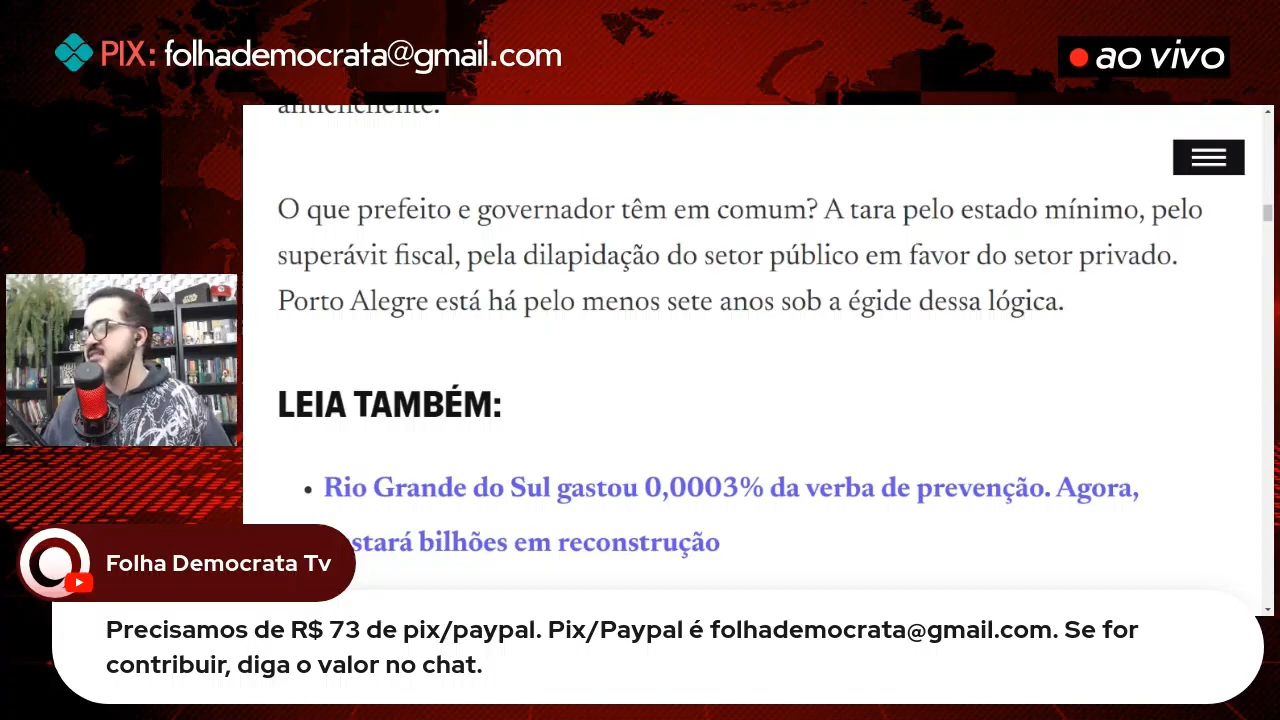 PIX: folhademocrata@gmail.com
ao vivo
O que prefeito e governador têm em comum? A tara pelo estado mínimo, pelo
superávit fiscal, pela dilapidação do setor público em favor do setor privado.
Porto Alegre está há pelo menos sete anos sob a égide dessa lógica.
LEIA TAMBÉM:
• Rio Grande do Sul gastou 0,0003% da verba de prevenção. Agora,
stará bilhões em reconstrução
Folha Democrata Tv
Precisamos de R$ 73 de pix/paypal. Pix/Paypal é folhademocrata@gmail.com. Se for
contribuir, diga o valor no chat.